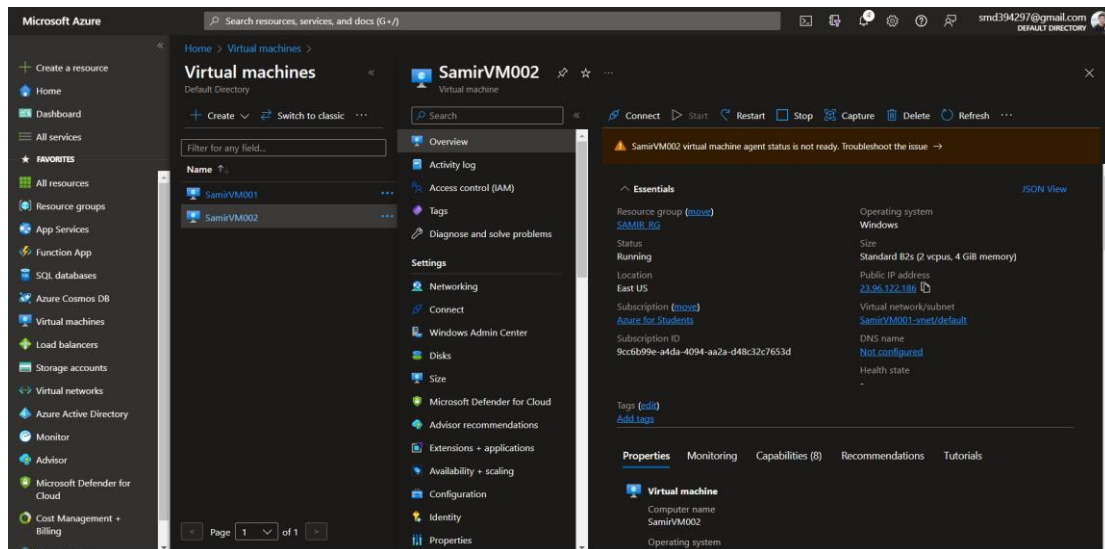 Microsoft Azure
Search resources, services, and docs (G+/)
smd394297@gmail.com
DEFAULT DIRECTORY
Create a resource
Home
Dashboard
All services
FAVORITES
All resources
Resource groups
App Services
Function App
SQL databases
Azure Cosmos DB
Virtual machines
Load balancers
Storage accounts
Virtual networks
Azure Active Directory
Monitor
Advisor
Microsoft Defender for
Cloud
Cost Management +
Billing
Home > Virtual machines >
Virtual machines
Default Directory
Create
Switch to classic
Filter for any field...
Name ↑
SamirVM001
SamirVM002
Page 1 of 1
SamirVM002
Virtual machine
Search
Overview
Activity log
Access control (IAM)
Tags
Diagnose and solve problems
Settings
Networking
Connect
Windows Admin Center
Disks
Size
Microsoft Defender for Cloud
Advisor recommendations
Extensions + applications
Availability + scaling
Configuration
Identity
Properties
Connect Start Restart Stop Capture Delete Refresh
SamirVM002 virtual machine agent status is not ready. Troubleshoot the issue →
Essentials
JSON View
Resource group (move)
SAMIR_RG
Status
Running
Location
East US
Subscription (move)
Azure for Students
Subscription ID
9cc6b99e-a4da-4094-aa2a-d48c32c7653d
Operating system
Windows
Size
Standard B2s (2 vcpus, 4 GiB memory)
Public IP address
23.96.122.186
Virtual network/subnet
SamirVM001-vnet/default
DNS name
Not configured
Health state
-
Tags (edit)
Add tags
Properties Monitoring Capabilities (8) Recommendations Tutorials
Virtual machine
Computer name
SamirVM002
Operating system